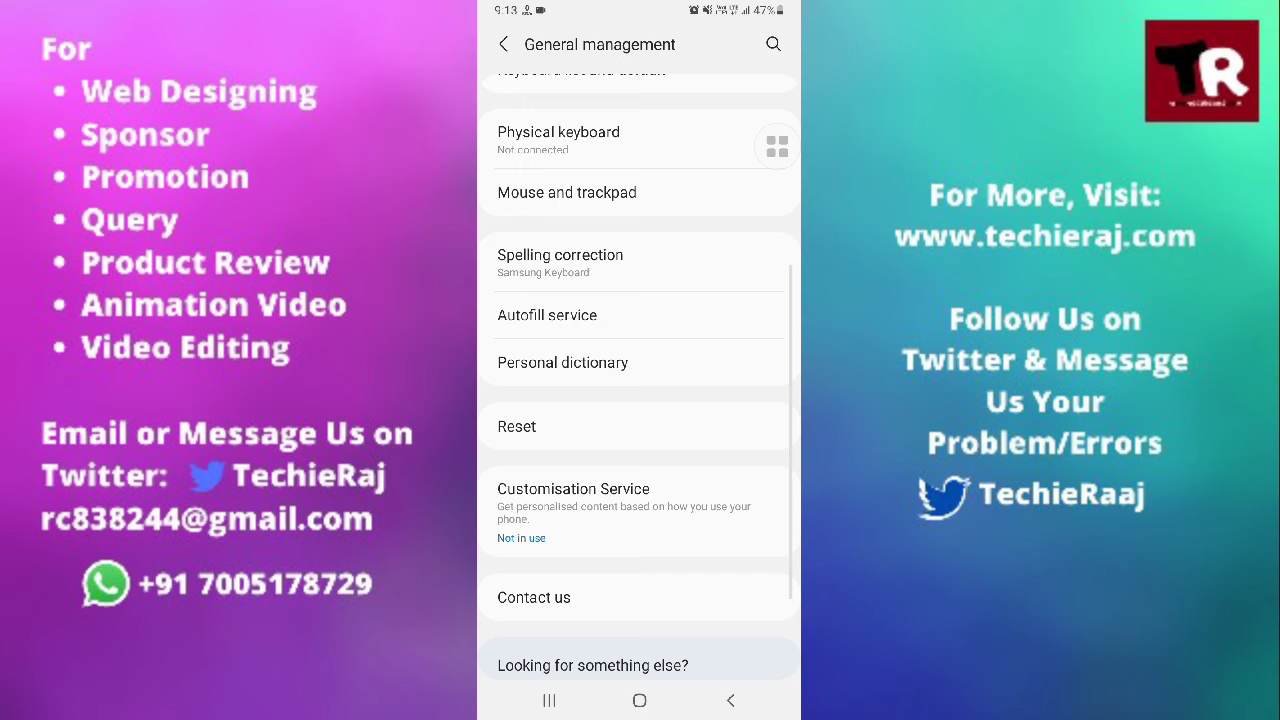 For
• Web Designing
• Sponsor
• Promotion
• Query
• Product Review
• Animation Video
• Video Editing
Email or Message Us on
Twitter: TechieRaj
rc838244@gmail.com
+91 7005178729
9:13
47%
General management
Physical keyboard
Not connected
Mouse and trackpad
Spelling correction
Samsung Keyboard
Autofill service
Personal dictionary
Reset
Customisation Service
Get personalised content based on how you use your
phone.
Not in use
Contact us
Looking for something else?
TR
For More, Visit:
www.techieraj.com
Follow Us on
Twitter & Message
Us Your
Problem/Errors
TechieRaaj